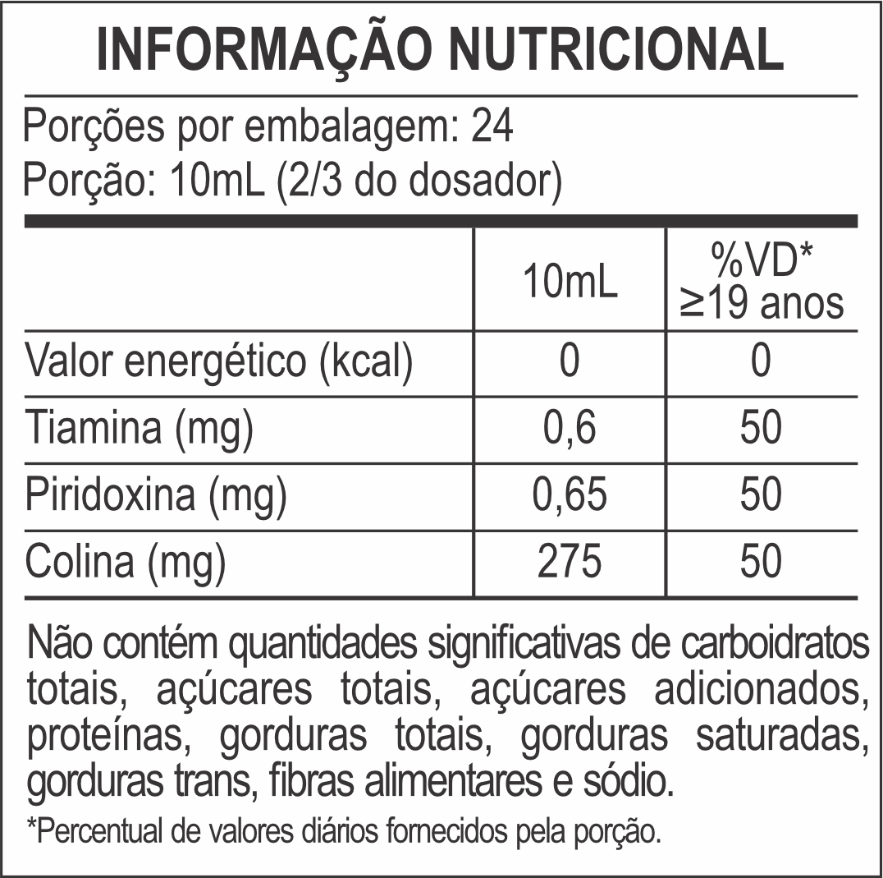 INFORMAÇÃO NUTRICIONAL
Porções por embalagem: 24
Porção: 10mL (2/3 do dosador)
10mL %VD* ≥19 anos
Valor energético (kcal) 0 0
Tiamina (mg) 0,6 50
Piridoxina (mg) 0,65 50
Colina (mg) 275 50
Não contém quantidades significativas de carboidratos
totais, açúcares totais, açúcares adicionados,
proteínas, gorduras totais, gorduras saturadas,
gorduras trans, fibras alimentares e sódio.
*Percentual de valores diários fornecidos pela porção.